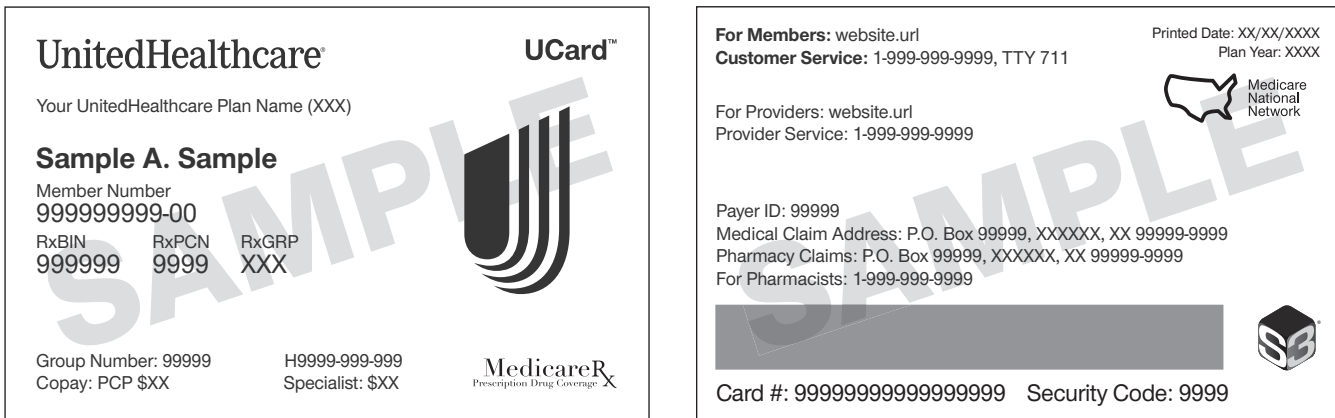 UnitedHealthcare®
UCard™
Your UnitedHealthcare Plan Name (XXX)
Sample A. Sample
Member Number
999999999-00
RxBIN RxPCN RxGRP
999999 9999 XXX
Group Number: 99999 H9999-999-999
Copay: PCP $XX Specialist: $XX
MedicareRx
Prescription Drug Coverage
SAMPLE
For Members: website.url
Customer Service: 1-999-999-9999, TTY 711
Printed Date: XX/XX/XXXX
Plan Year: XXXX
Medicare
National
Network
For Providers: website.url
Provider Service: 1-999-999-9999
Payer ID: 99999
Medical Claim Address: P.O. Box 99999, XXXXXX, XX 99999-9999
Pharmacy Claims: P.O. Box 99999, XXXXXX, XX 99999-9999
For Pharmacists: 1-999-999-9999
S3®
Card #: 9999999999999999 Security Code: 9999
SAMPLE